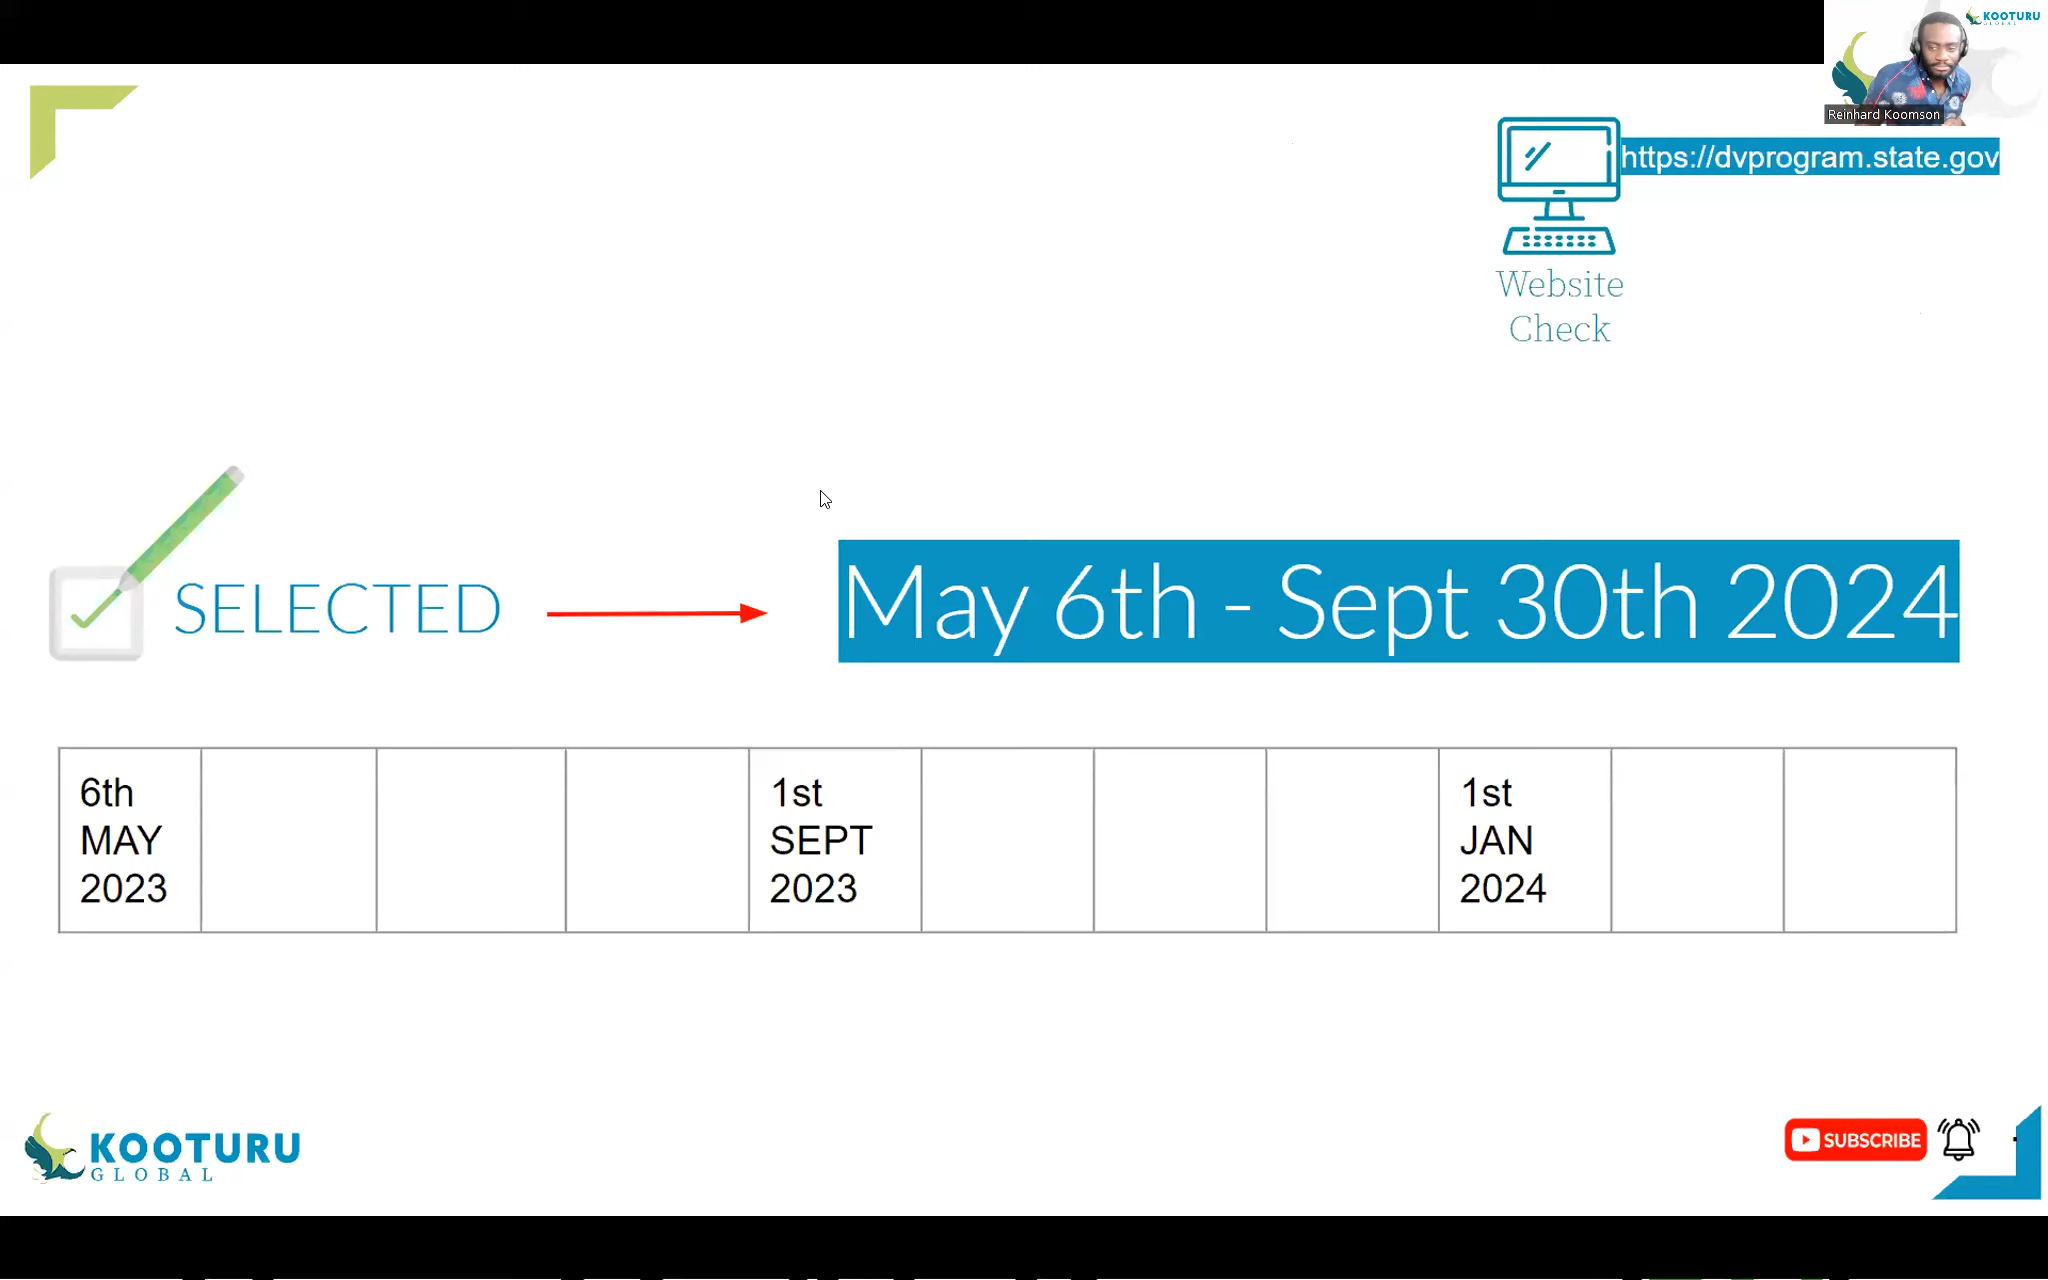 KOOTURU
GLOBAL
Reinhard Koomson
https://dvprogram.state.gov
Website
Check
SELECTED
May 6th - Sept 30th 2024
6th
MAY
2023
1st
SEPT
2023
1st
JAN
2024
KOOTURU
GLOBAL
SUBSCRIBE